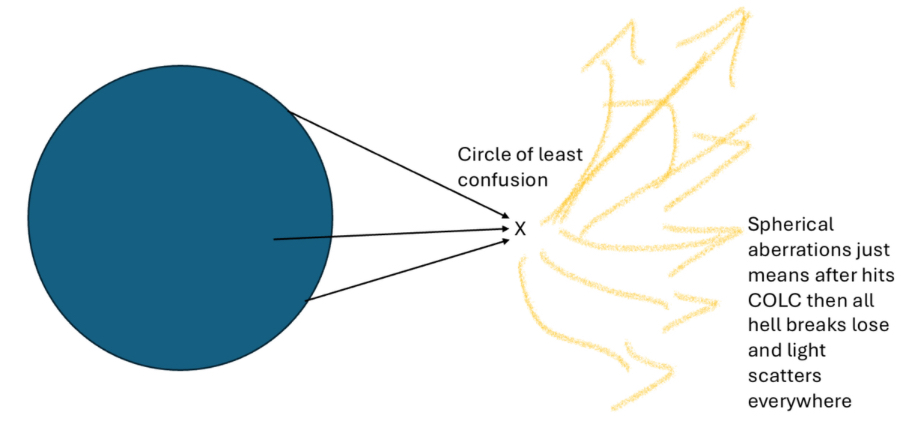 Circle of least
confusion
X
Spherical
aberrations just
means after hits
COLC then all
hell breaks lose
and light
scatters
everywhere